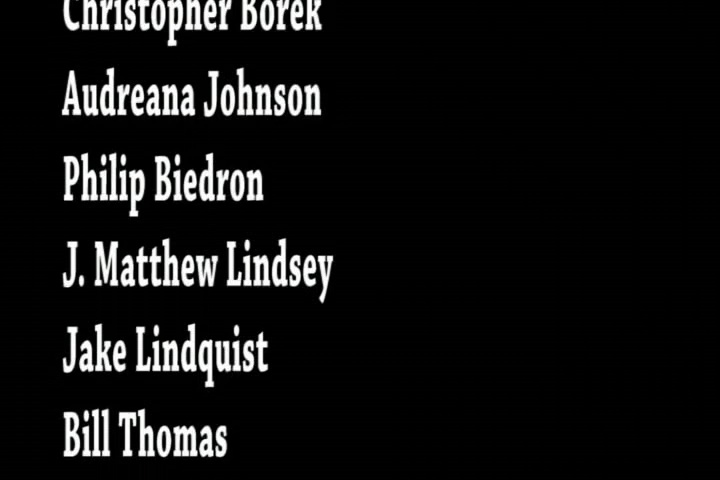 Christopher Borek
Audreana Johnson
Philip Biedron
J. Matthew Lindsey
Jake Lindquist
Bill Thomas